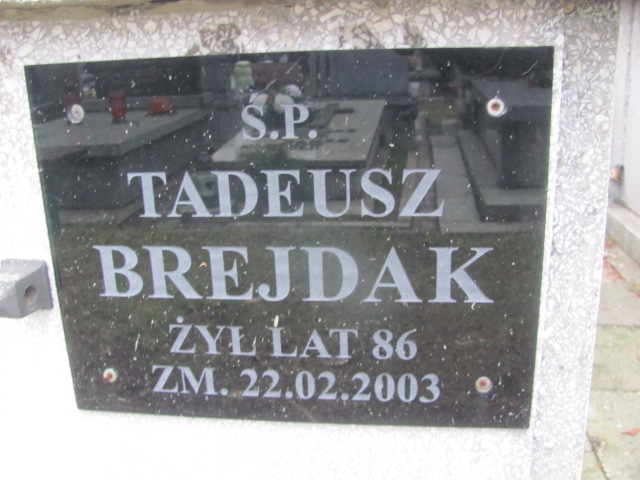 Ś.P.
TADEUSZ
BREJDAK
ŻYŁ LAT 86
ZM. 22.02.2003